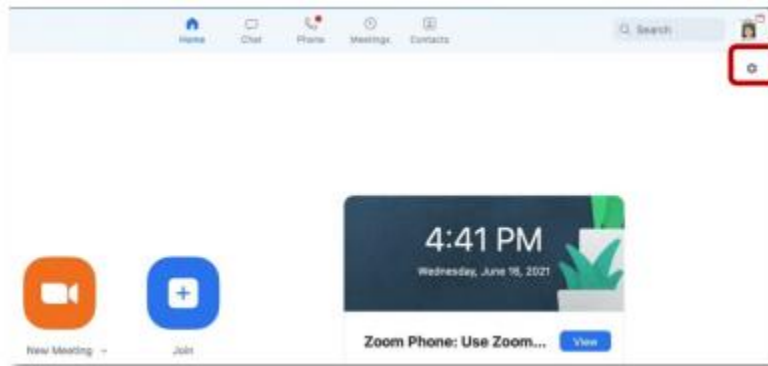 Home Chat Phone Meetings Contacts Search
4:41 PM
Wednesday, June 16, 2021
Zoom Phone: Use Zoom... View
New Meeting Join